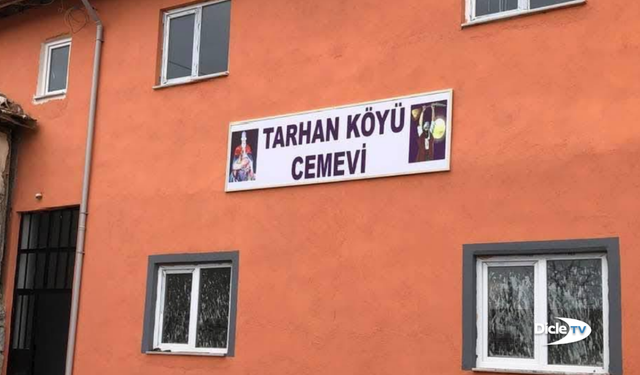 TARHAN KÖYÜ
CEMEVİ
Dicle TV